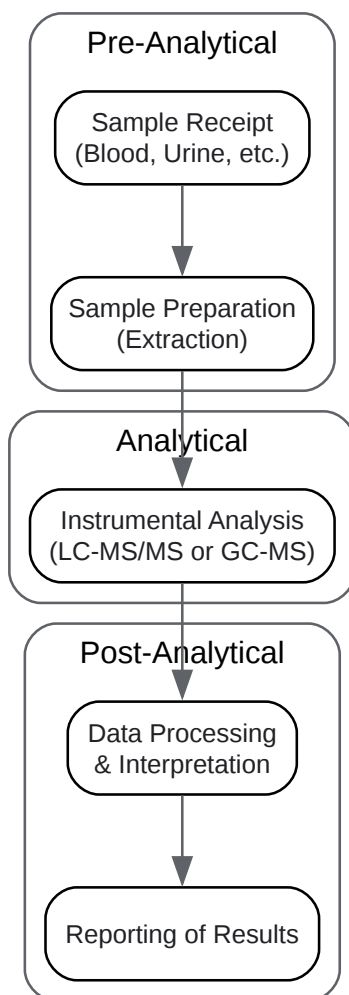 Pre-Analytical
Sample Receipt
(Blood, Urine, etc.)
Sample Preparation
(Extraction)
Analytical
Instrumental Analysis
(LC-MS/MS or GC-MS)
Post-Analytical
Data Processing
& Interpretation
Reporting of Results